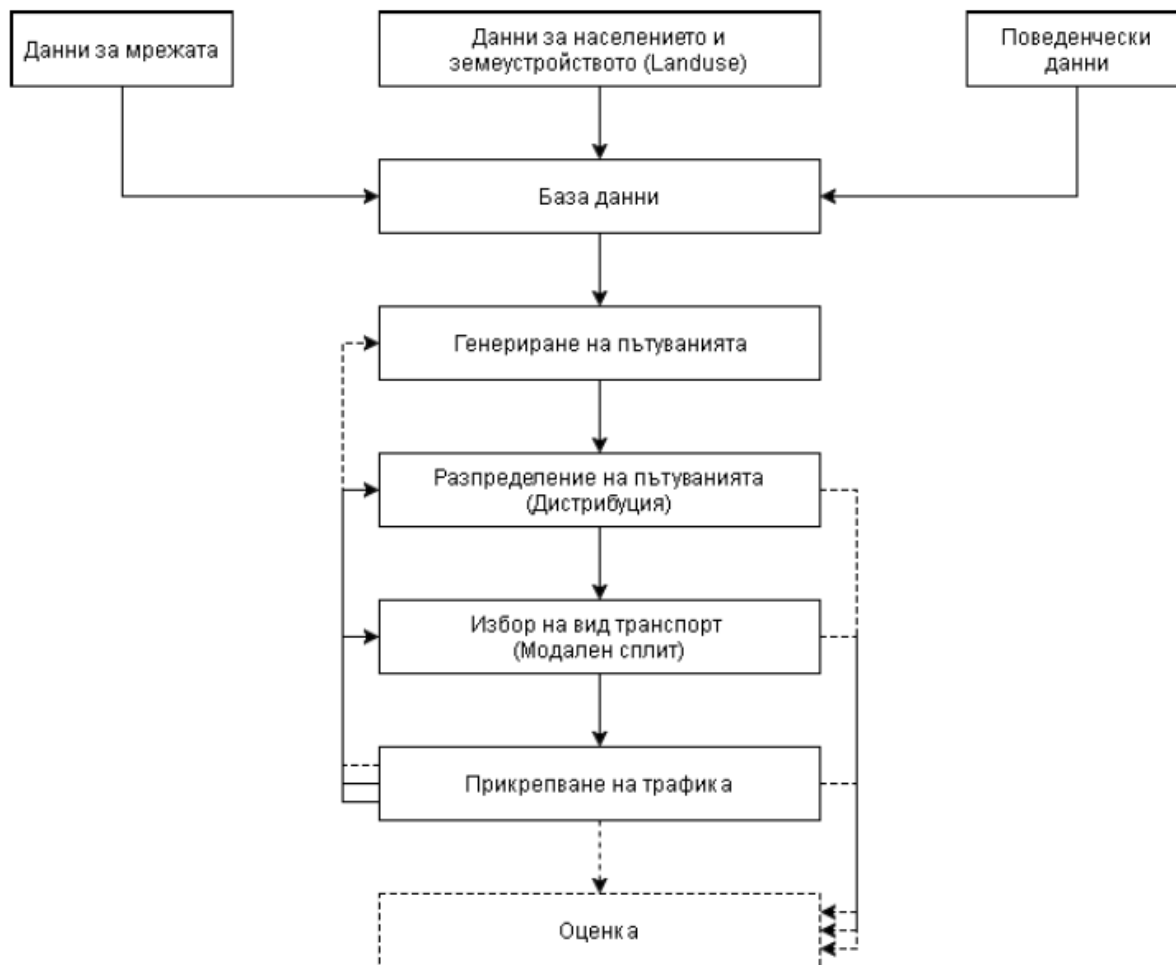 Данни за мрежата
Данни за населението и
земеустройството (Landuse)
Поведенчески
данни
База данни
Генериране на пътуванията
Разпределение на пътуванията
(Дистрибуция)
Избор на вид транспорт
(Модален сплит)
Прикрепване на трафика
Оценка